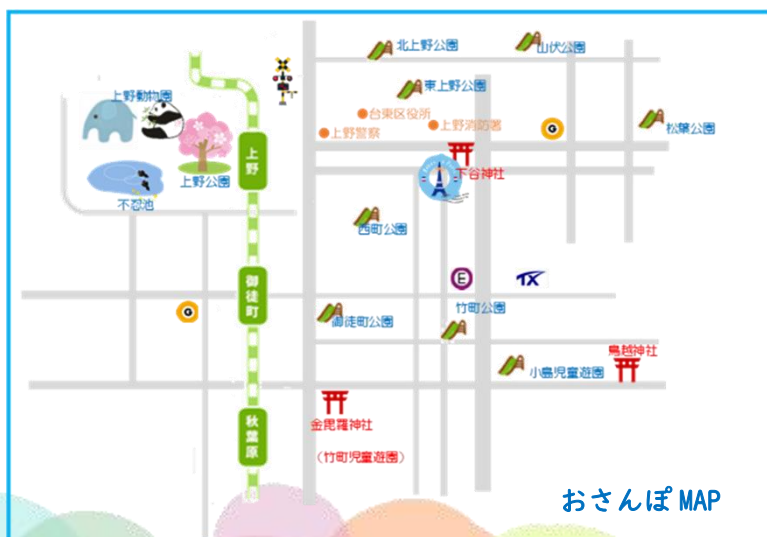 北上野公園
山伏公園
上野動物園
東上野公園
台東区役所
上野消防署
上野警察
G
松葉公園
上野
下谷神社
上野公園
不忍池
西町公園
E
TX
御徒町
G
竹町公園
御徒町公園
鳥越神社
小島児童遊園
秋葉原
金毘羅神社
(竹町児童遊園)
おさんぽ MAP